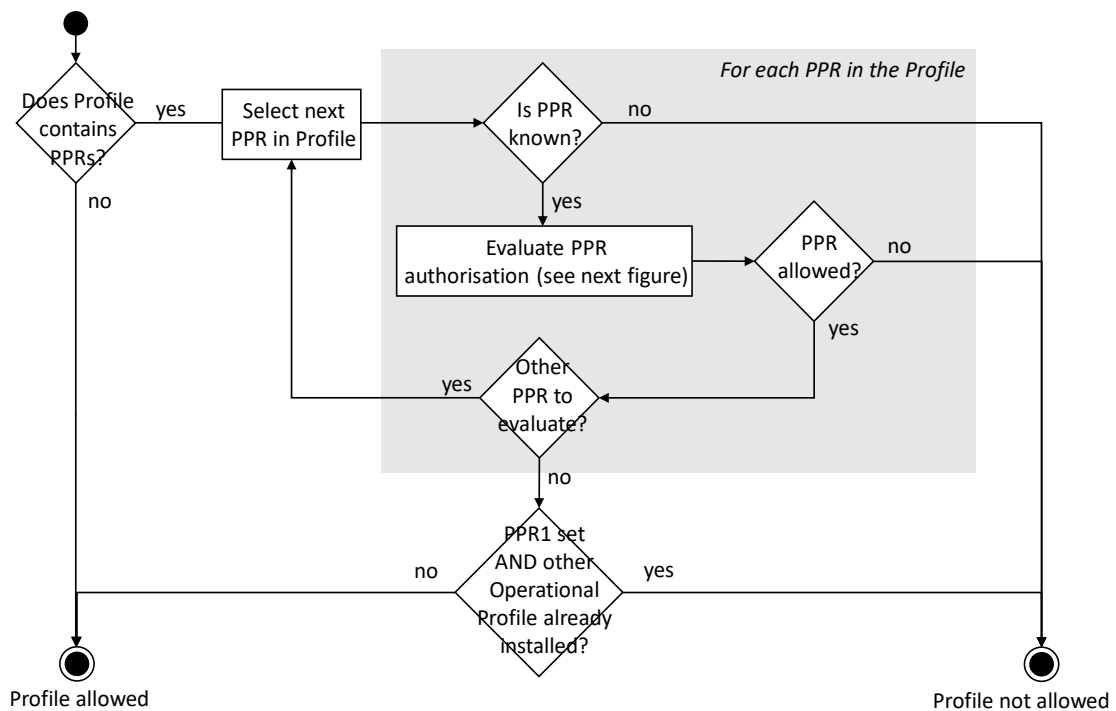 For each PPR in the Profile
Does Profile
contains
PPRs?
yes
no
Select next
PPR in Profile
Is PPR
known?
no
yes
Evaluate PPR
authorisation (see next figure)
PPR
allowed?
no
yes
Other
PPR to
evaluate?
yes
no
PPR1 set
AND other
Operational
Profile already
installed?
no
yes
Profile allowed
Profile not allowed